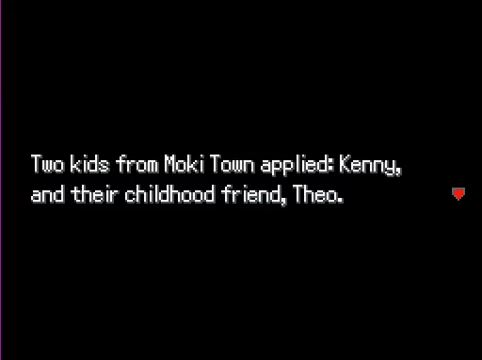 Two kids from Moki Town applied: Kenny,
and their childhood friend, Theo.